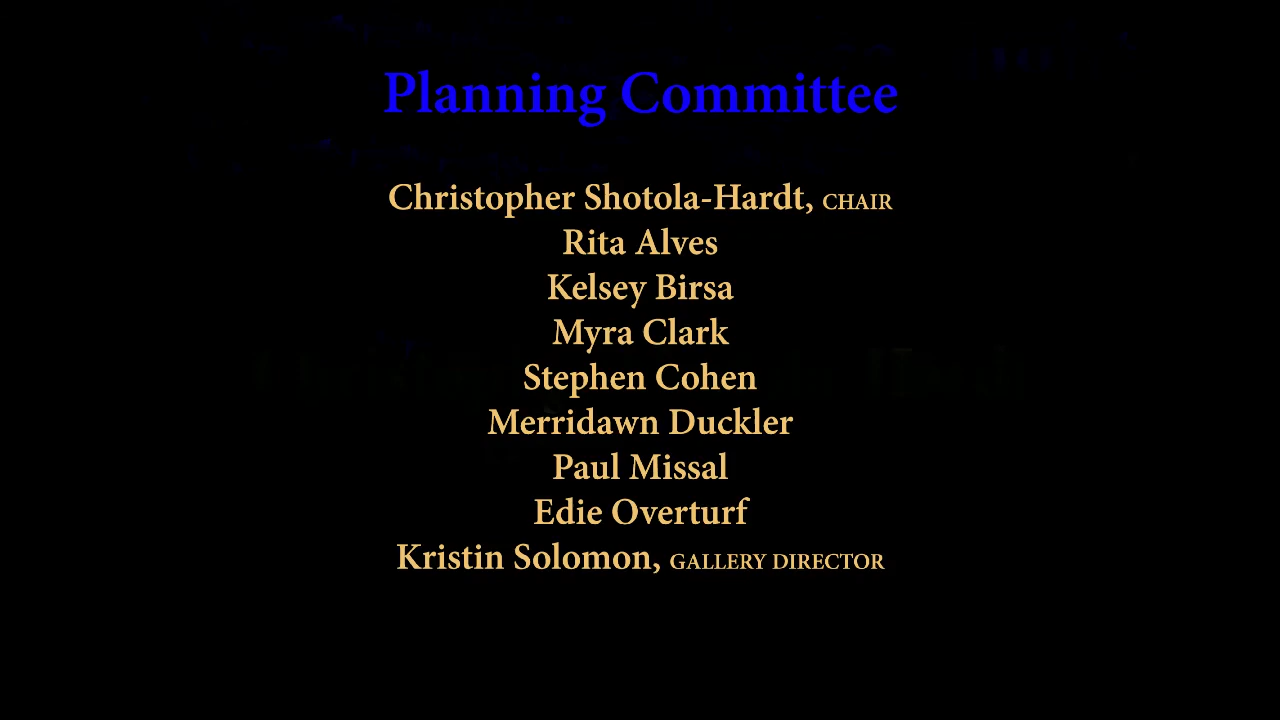 Planning Committee
Christopher Shotola-Hardt, CHAIR
Rita Alves
Kelsey Birsa
Myra Clark
Stephen Cohen
Merridawn Duckler
Paul Missal
Edie Overturf
Kristin Solomon, GALLERY DIRECTOR